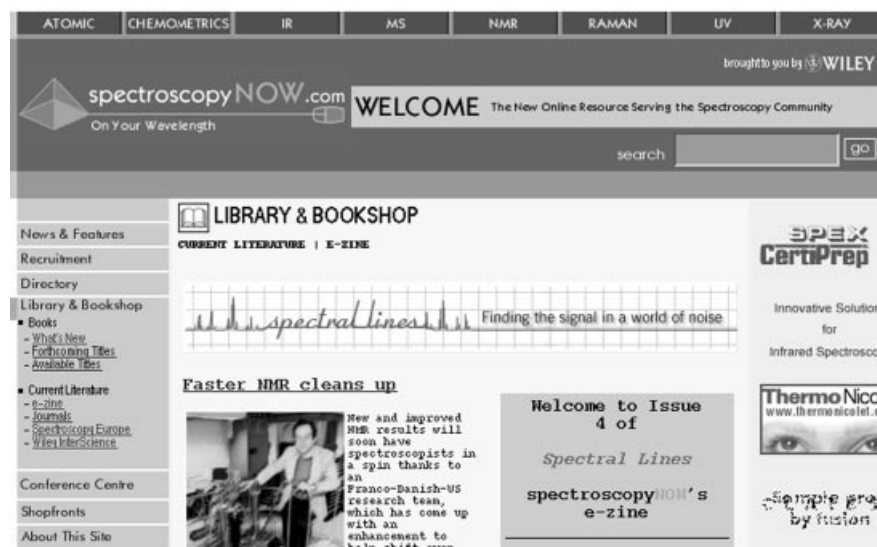 ATOMIC CHEMOMETRICS IR MS NMR RAMAN UV X-RAY
brought to you by WILEY
spectroscopyNOW.com
On Your Wavelength
WELCOME The New Online Resource Serving the Spectroscopy Community
search go
LIBRARY & BOOKSHOP
CURRENT LITERATURE | E-ZINE
News & Features
Recruitment
Directory
Library & Bookshop
Books
- What's New
- Forthcoming Titles
- Available Titles
Current Literature
- e-zine
- Journals
- Spectroscopy Europe
- Wiley InterScience
Conference Centre
Shopfronts
About This Site
spectral lines Finding the signal in a world of noise
Faster NMR cleans up
New and improved
NMR results will
soon have
spectroscopists in
a spin thanks to
an
Franco-Danish-US
research team,
which has come up
with an
enhancement to
help shift even
Welcome to Issue
4 of
Spectral Lines
spectroscopyNOW's
e-zine
SPEX
CertiPrep
Innovative Solution
for
Infrared Spectrosco
Thermo Nico
www.thermonicolet.
Sample prep
by fusion